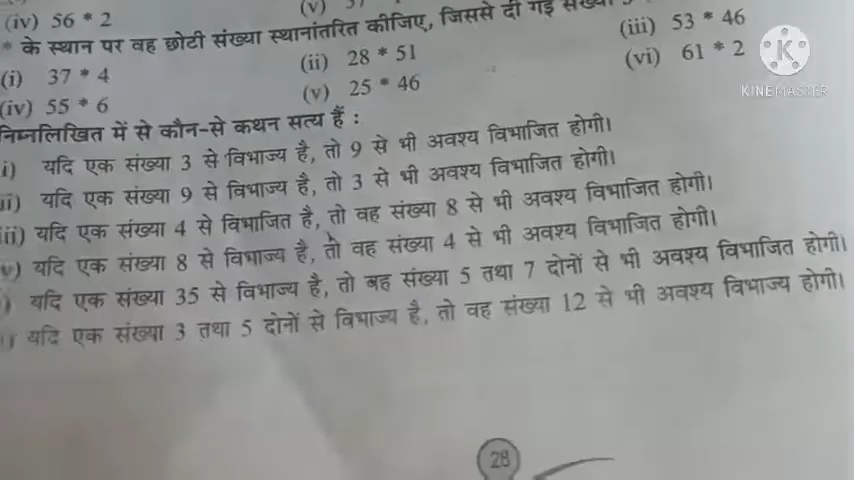 (iv) 56 * 2
(v)
* के स्थान पर वह छोटी संख्या स्थानांतरित कीजिए, जिससे दी गई
(i) 37 * 4 (ii) 28 * 51 (iii) 53 * 46
(iv) 55 * 6 (v) 25 * 46 (vi) 61 * 2
निम्नलिखित में से कौन-से कथन सत्य हैं :
i) यदि एक संख्या 3 से विभाज्य है, तो 9 से भी अवश्य विभाजित होगी।
ii) यदि एक संख्या 9 से विभाज्य है, तो 3 से भी अवश्य विभाजित होगी।
iii) यदि एक संख्या 4 से विभाजित है, तो वह संख्या 8 से भी अवश्य विभाजित होगी।
v) यदि एक संख्या 8 से विभाज्य है, तो वह संख्या 4 से भी अवश्य विभाजित होगी।
) यदि एक संख्या 35 से विभाज्य है, तो वह संख्या 5 तथा 7 दोनों से भी अवश्य विभाजित होगी।
) यदि एक संख्या 3 तथा 5 दोनों से विभाज्य है, तो वह संख्या 12 से भी अवश्य विभाज्य होगी।
28
K
KINEMASTER